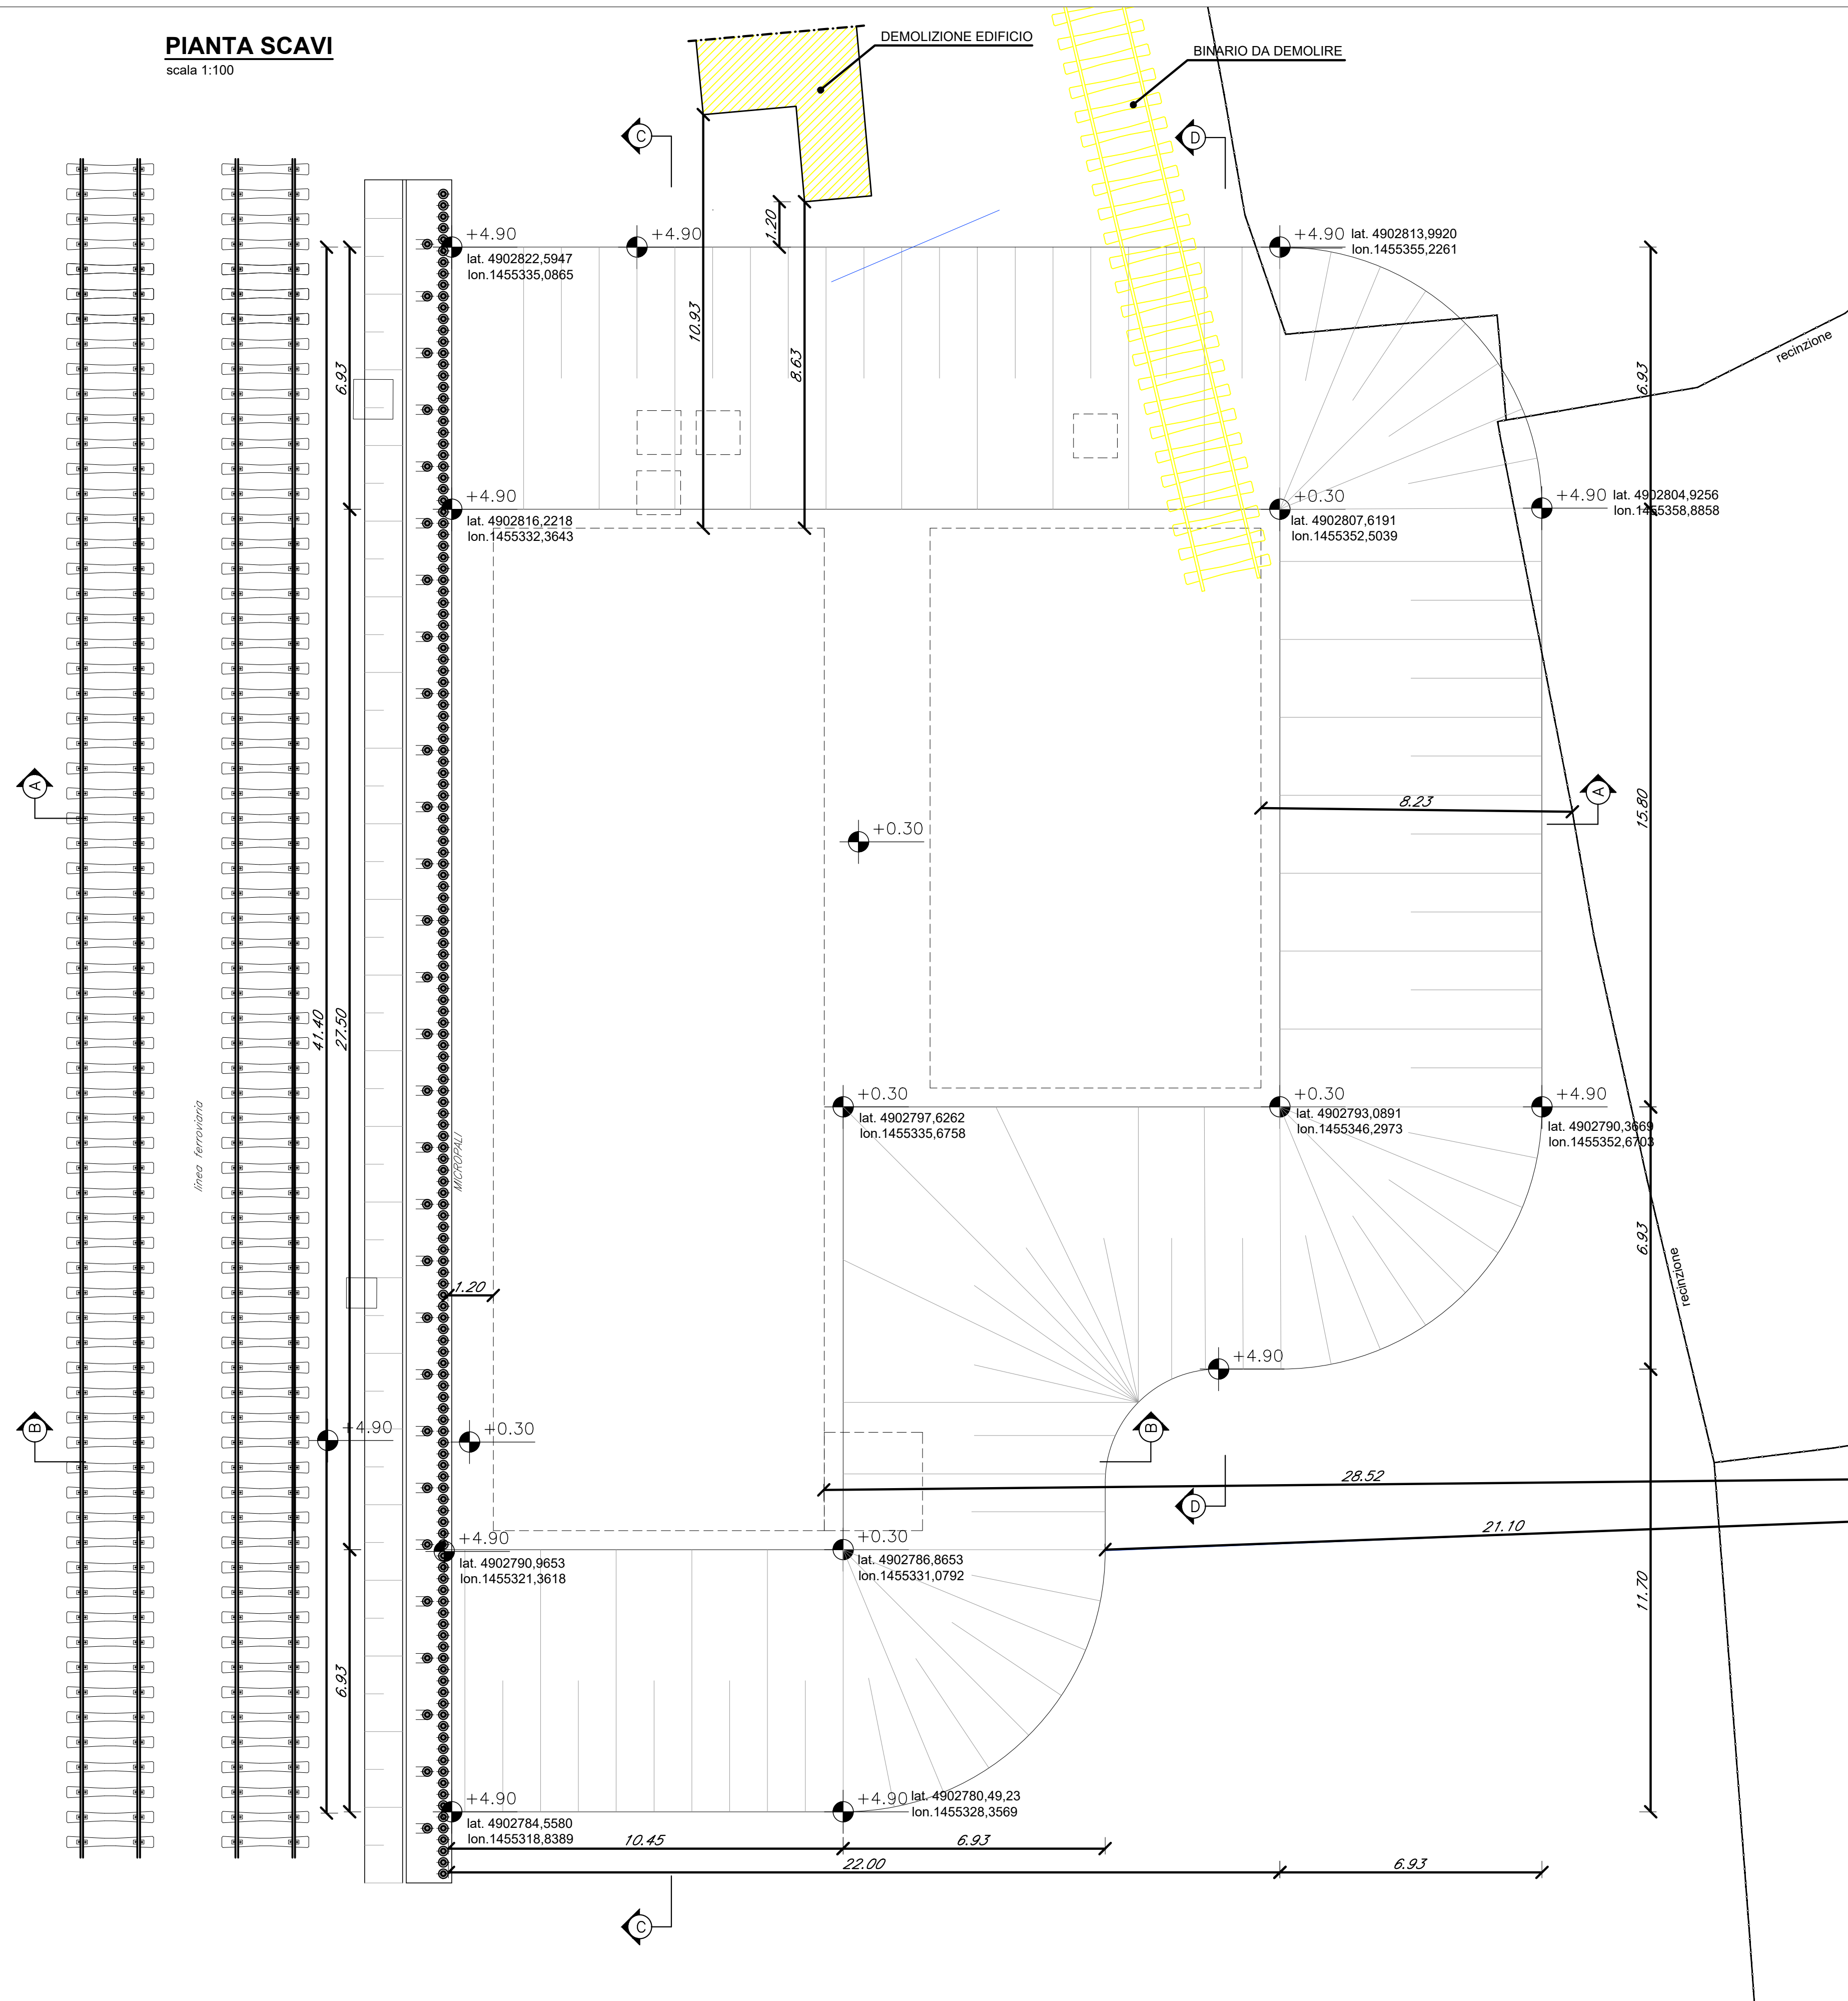 PIANTA SCAVI
scala 1:100
DEMOLIZIONE EDIFICIO
BINARIO DA DEMOLIRE
C
D
1.20
+4.90
lat. 4902822,5947
lon.1455335,0865
+4.90
+4.90
lat. 4902813,9920
lon.1455355,2261
10.93
8.63
6.93
6.93
recinzione
+4.90
lat. 4902816,2218
lon.1455332,3643
+0.30
lat. 4902807,6191
lon.1455352,5039
+4.90
lat. 4902804,9256
lon.1455358,8858
A
A
8.23
15.80
+0.30
41.40
27.50
linea ferroviaria
MICROPALI
+0.30
lat. 4902797,6262
lon.1455335,6758
+0.30
lat. 4902793,0891
lon.1455346,2973
+4.90
lat. 4902790,3669
lon.1455352,6703
6.93
recinzione
1.20
+4.90
B
+4.90
+0.30
B
28.52
D
21.10
+4.90
lat. 4902790,9653
lon.1455321,3618
+0.30
lat. 4902786,8653
lon.1455331,0792
11.70
6.93
+4.90
lat. 4902784,5580
lon.1455318,8389
+4.90
lat. 4902780,49,23
lon.1455328,3569
10.45
6.93
22.00
6.93
C